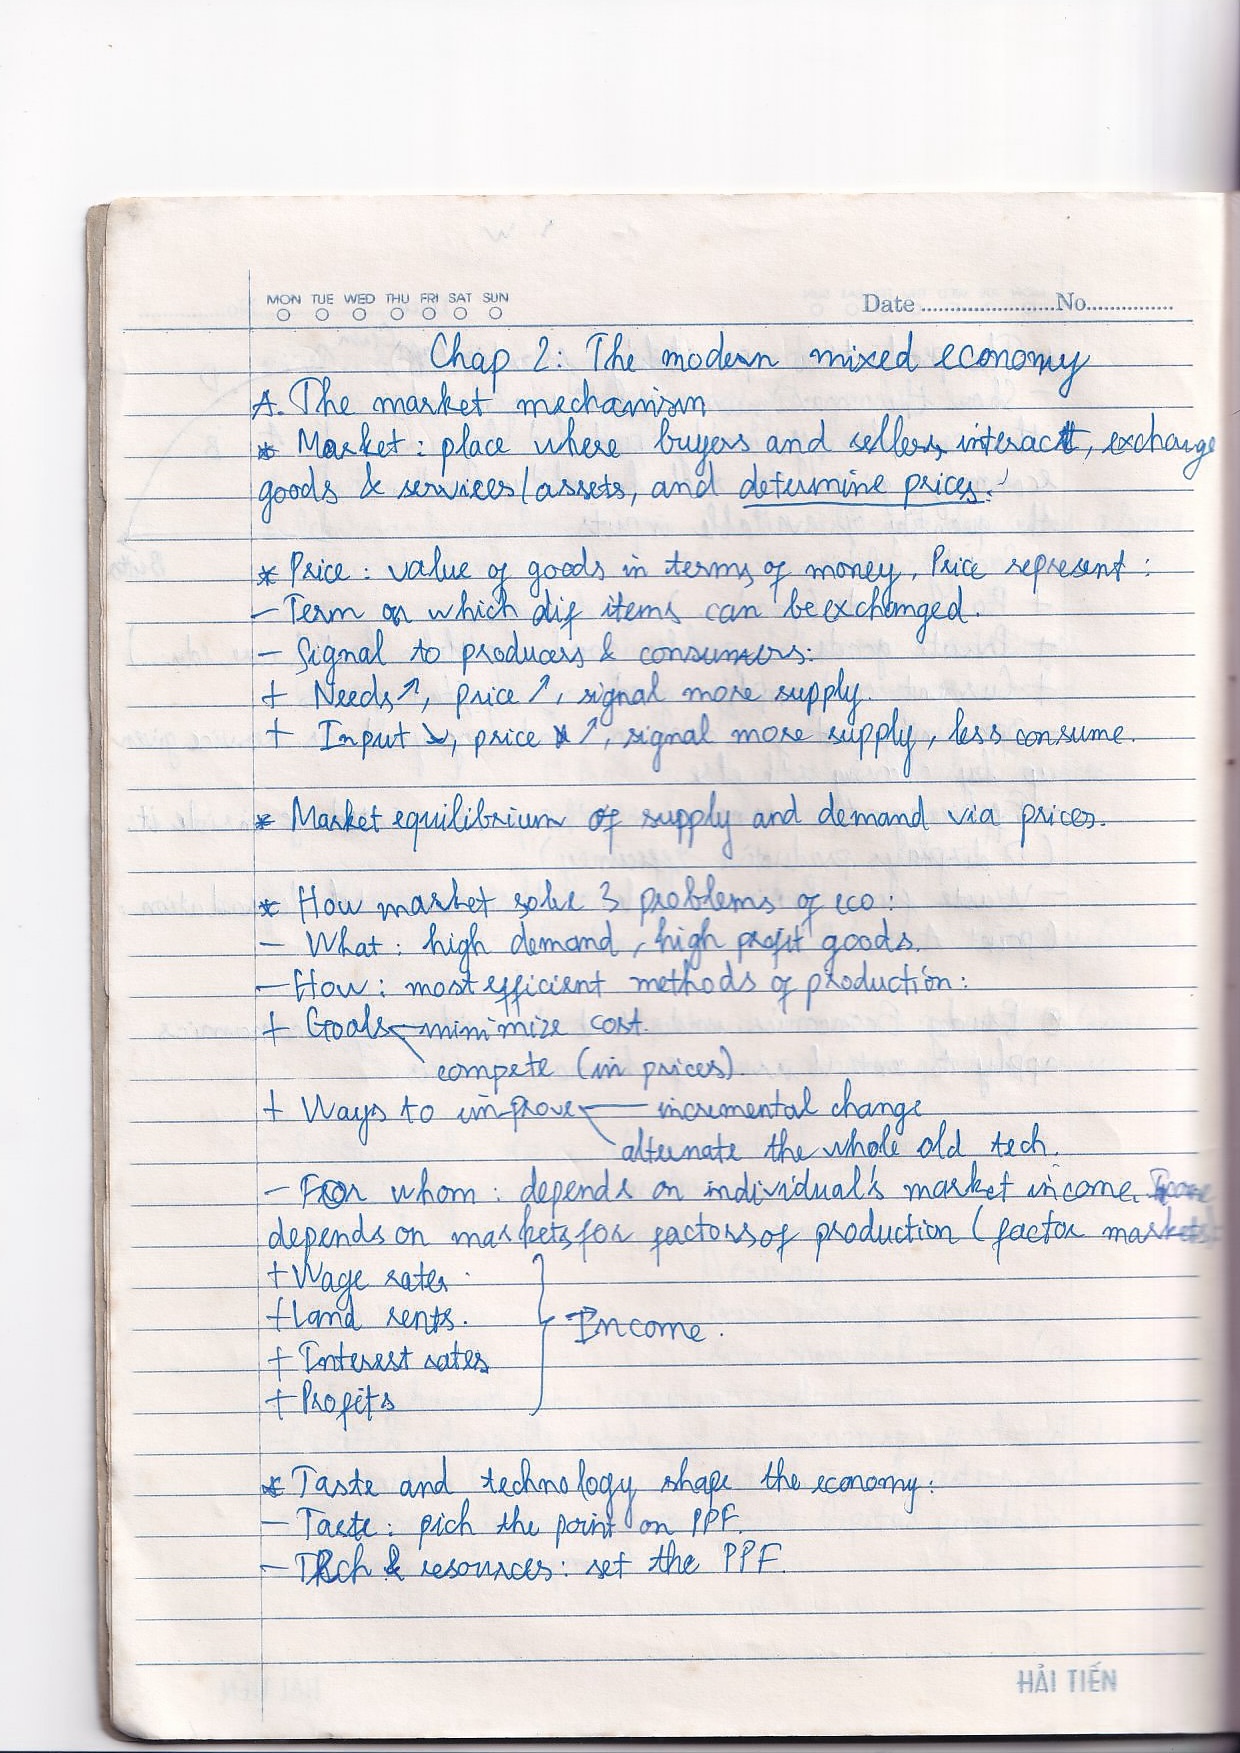 MON TUE WED THU FRI SAT SUN
Date ........................No................
Chap 2: The modern mixed economy
A. The market mechanism
* Market: place where buyers and sellers interact, exchange
goods & services/assets, and determine prices.
* Price: value of goods in terms of money. Price represent:
- Term on which dif items can be exchanged.
- Signal to producers & consumers:
+ Needs ↗, price ↗, signal more supply.
+ Input ↘, price ↗, signal more supply, less consume.
* Market equilibrium of supply and demand via prices.
* How market solve 3 problems of eco:
- What: high demand, high profit goods.
- How: most efficient methods of production:
+ Goals minimize cost.
compete (in prices).
+ Ways to improve incremental change
alternate the whole old tech.
- For whom: depends on individual's market income. Income
depends on markets for factors of production (factor markets)
+ Wage rates.
+ Land rents.
→ Income.
+ Interest rates
+ Profits
* Taste and technology shape the economy:
- Taste: pich the point on PPF.
- Tech & resources: set the PPF.
HẢI TIẾN